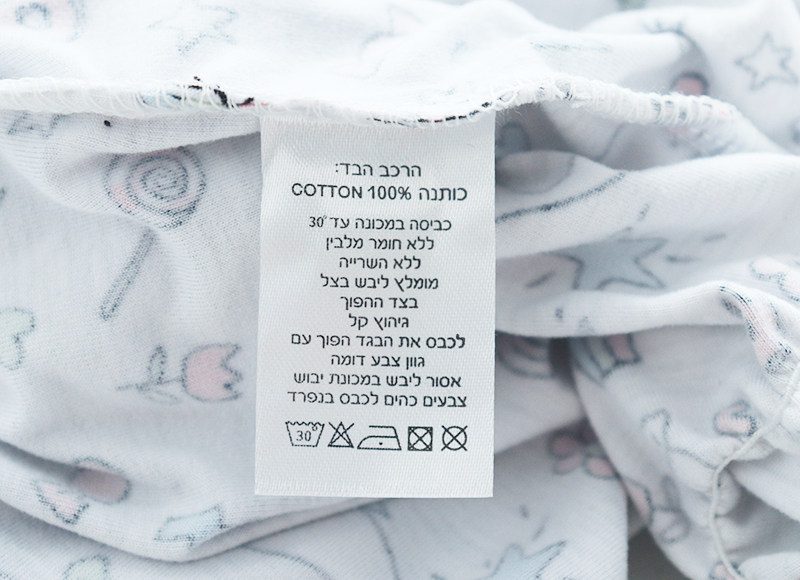 הרכב הבד:
כותנה 100% COTTON
כביסה במכונה עד 30°
ללא חומר מלבין
ללא השרייה
מומלץ ליבש בצל
בצד ההפוך
גיהוץ קל
לכבס את הבגד הפוך עם
גוון צבע דומה
אסור ליבש במכונת יבוש
צבעים כהים לכבס בנפרד
30°